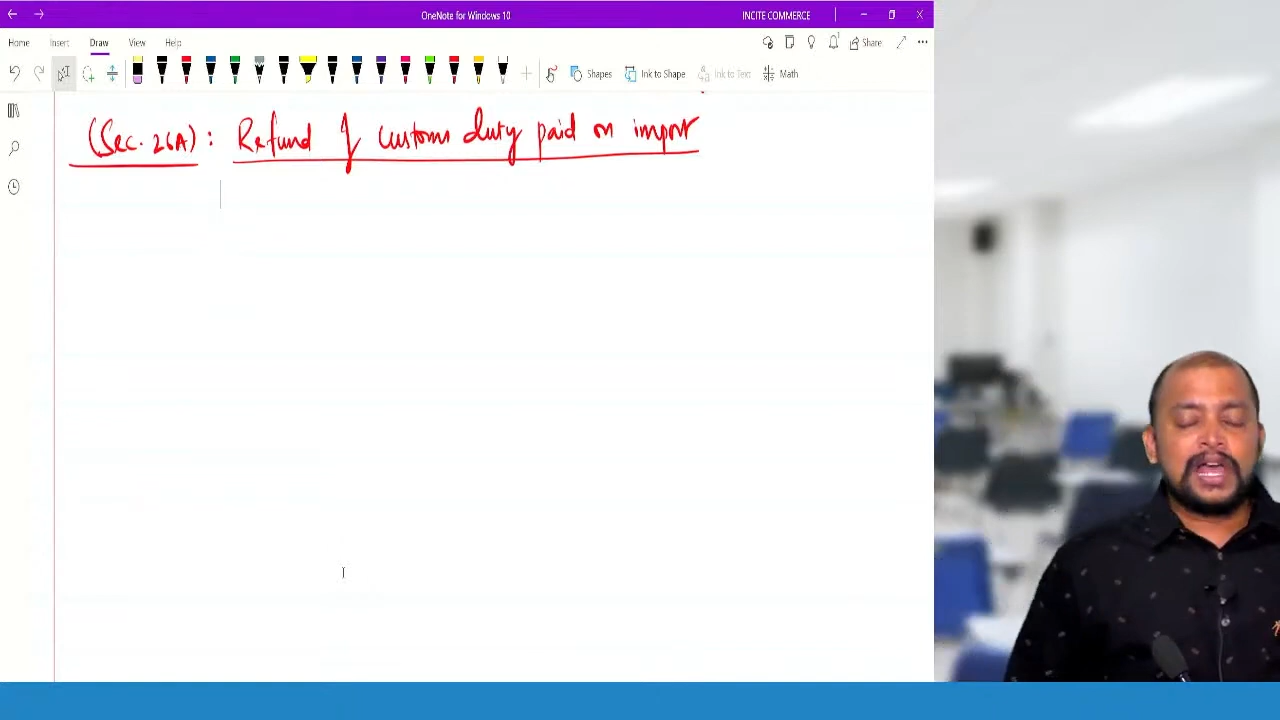 OneNote for Windows 10
INCITE COMMERCE
Home Insert Draw View Help
Share
Shapes Ink to Shape Ink to Text Math
(Sec. 26A) : Refund of customs duty paid on import